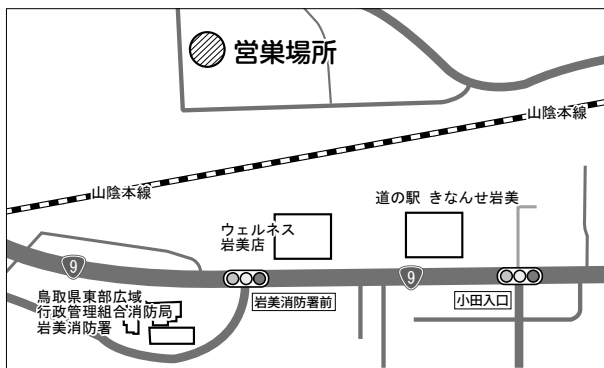 営巣場所
山陰本線
山陰本線
道の駅 きなんせ岩美
ウェルネス
岩美店
9
9
岩美消防署前
小田入口
鳥取県東部広域
行政管理組合消防局
岩美消防署